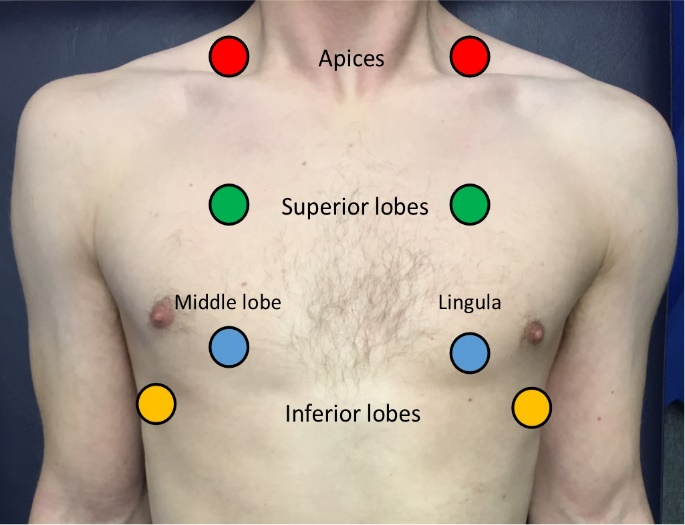 Apices
Superior lobes
Middle lobe
Lingula
Inferior lobes